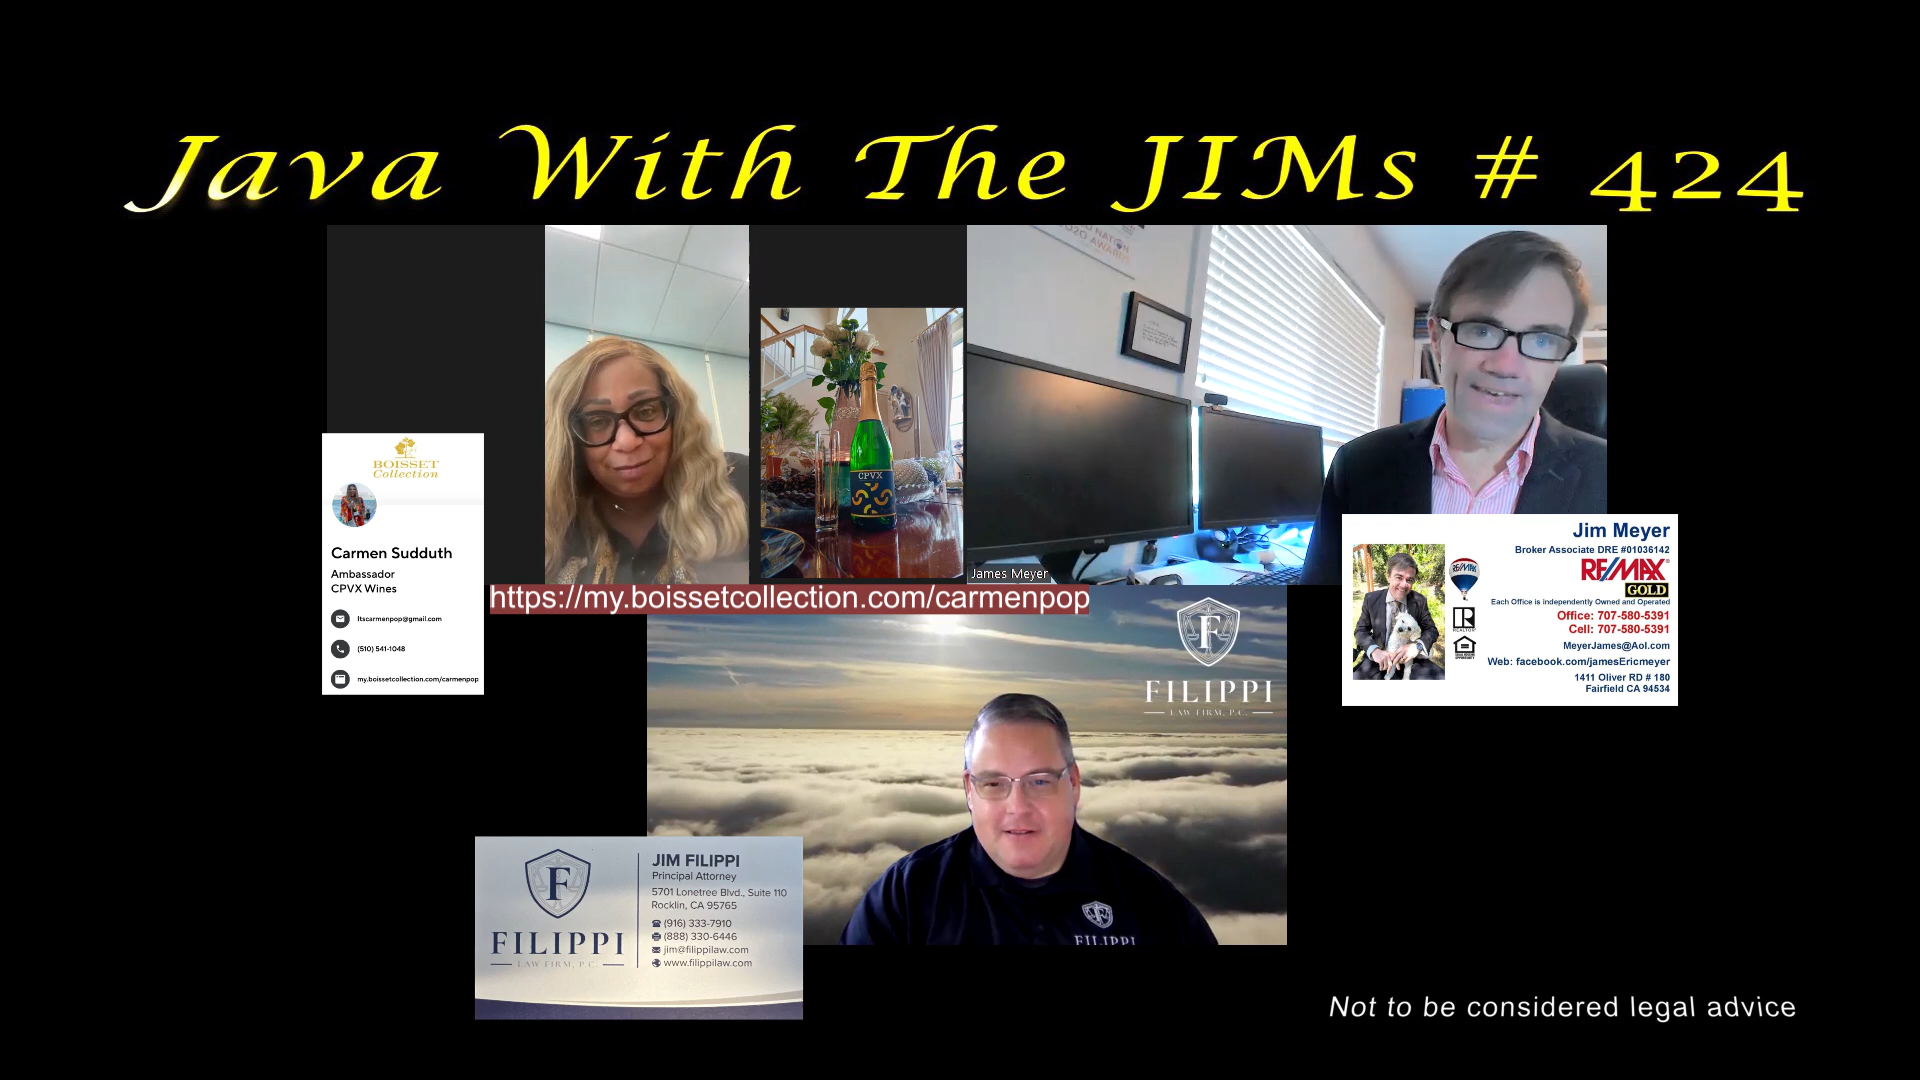 Java With The JIMs # 424
BOISSET
Collection
Carmen Sudduth
Ambassador
CPVX Wines
Itscarmenpop@gmail.com
(510) 541-1048
my.boissetcollection.com/carmenpop
CPVX
James Meyer
https://my.boissetcollection.com/carmenpop
Jim Meyer
Broker Associate DRE #01036142
RE/MAX
RE/MAX
GOLD
Each Office is independently Owned and Operated
Office: 707-580-5391
Cell: 707-580-5391
MeyerJames@Aol.com
Web: facebook.com/jamesEricmeyer
1411 Oliver RD # 180
Fairfield CA 94534
REALTOR
F
FILIPPI
LAW FIRM, P.C.
FILIPPI
F
FILIPPI
LAW FIRM, P.C.
JIM FILIPPI
Principal Attorney
5701 Lonetree Blvd., Suite 110
Rocklin, CA 95765
(916) 333-7910
(888) 330-6446
jim@filippilaw.com
www.filippilaw.com
Not to be considered legal advice